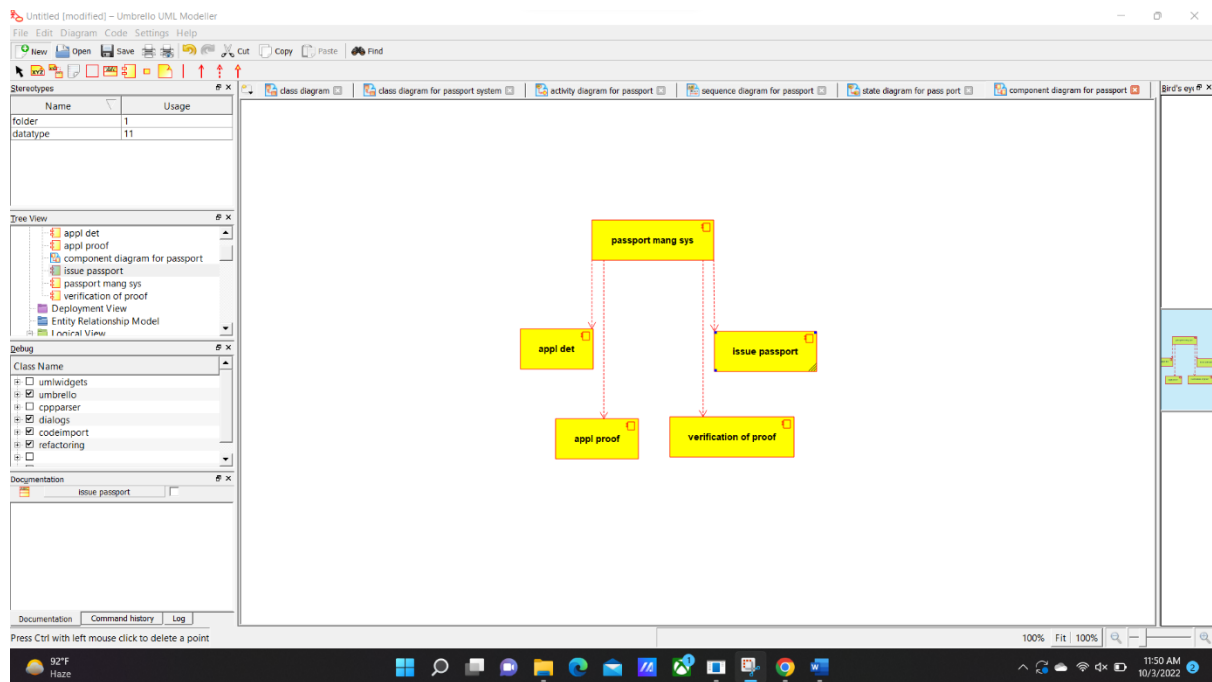 Untitled [modified] – Umbrello UML Modeller
File Edit Diagram Code Settings Help
New Open Save Cut Copy Paste Find
Stereotypes
class diagram class diagram for passport system activity diagram for passport sequence diagram for passport state diagram for pass port component diagram for passport
Bird's eye
Name Usage
folder 1
datatype 11
Tree View
appl det
appl proof
component diagram for passport
issue passport
passport mang sys
verification of proof
Deployment View
Entity Relationship Model
Logical View
Debug
Class Name
umlwidgets
umbrello
cppparser
dialogs
codeimport
refactoring
Documentation
issue passport
passport mang sys
appl det
issue passport
appl proof
verification of proof
Documentation Command history Log
Press Ctrl with left mouse click to delete a point
100% Fit 100%
92°F
Haze
11:50 AM
10/3/2022
2